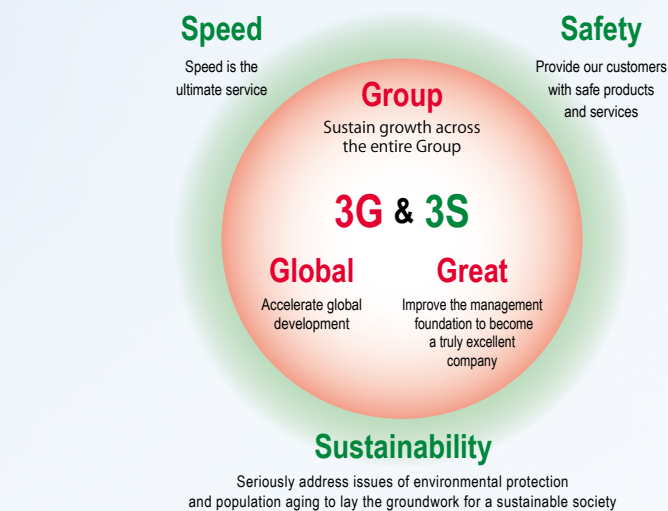 Speed
Speed is the
ultimate service
Safety
Provide our customers
with safe products
and services
Group
Sustain growth across
the entire Group
3G & 3S
Global
Accelerate global
development
Great
Improve the management
foundation to become
a truly excellent
company
Sustainability
Seriously address issues of environmental protection
and population aging to lay the groundwork for a sustainable society